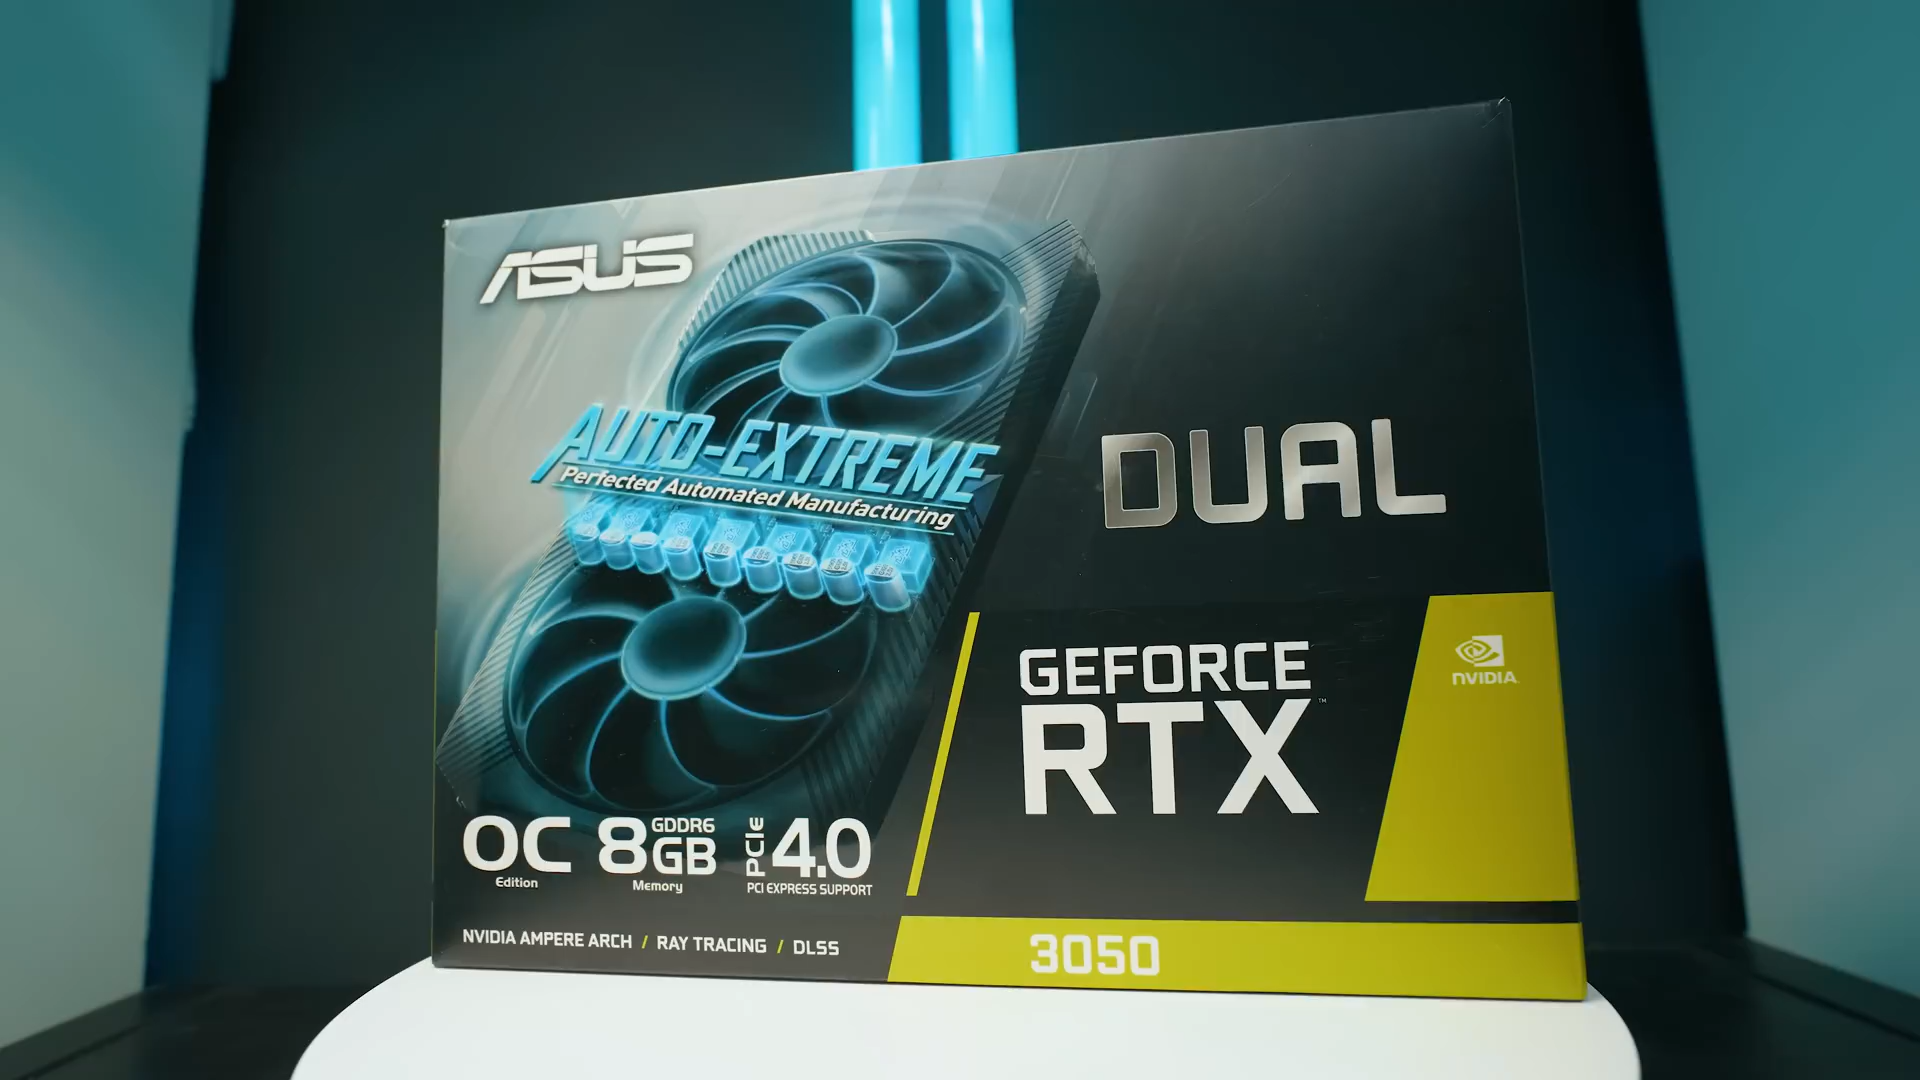 ASUS
AUTO-EXTREME
Perfected Automated Manufacturing
DUAL
GEFORCE
RTX™
NVIDIA
OC
Edition
8 GDDR6
GB
Memory
PCIe 4.0
PCI EXPRESS SUPPORT
NVIDIA AMPERE ARCH / RAY TRACING / DLSS
3050